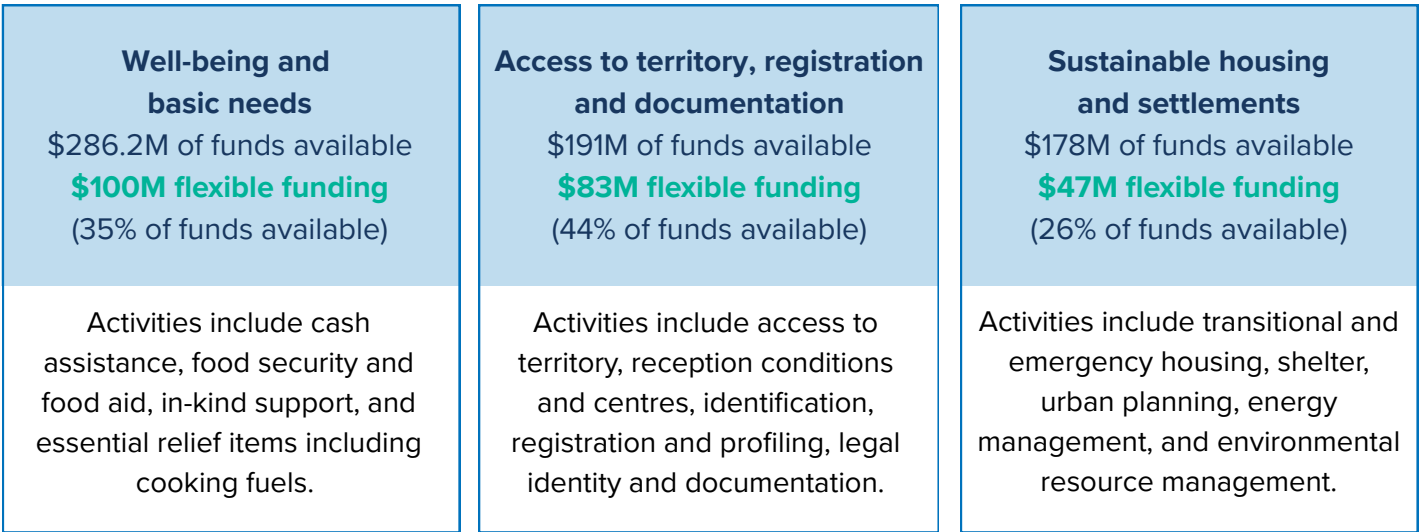 Well-being and
basic needs
$286.2M of funds available
$100M flexible funding
(35% of funds available)
Activities include cash
assistance, food security and
food aid, in-kind support, and
essential relief items including
cooking fuels.
Access to territory, registration
and documentation
$191M of funds available
$83M flexible funding
(44% of funds available)
Activities include access to
territory, reception conditions
and centres, identification,
registration and profiling, legal
identity and documentation.
Sustainable housing
and settlements
$178M of funds available
$47M flexible funding
(26% of funds available)
Activities include transitional and
emergency housing, shelter,
urban planning, energy
management, and environmental
resource management.